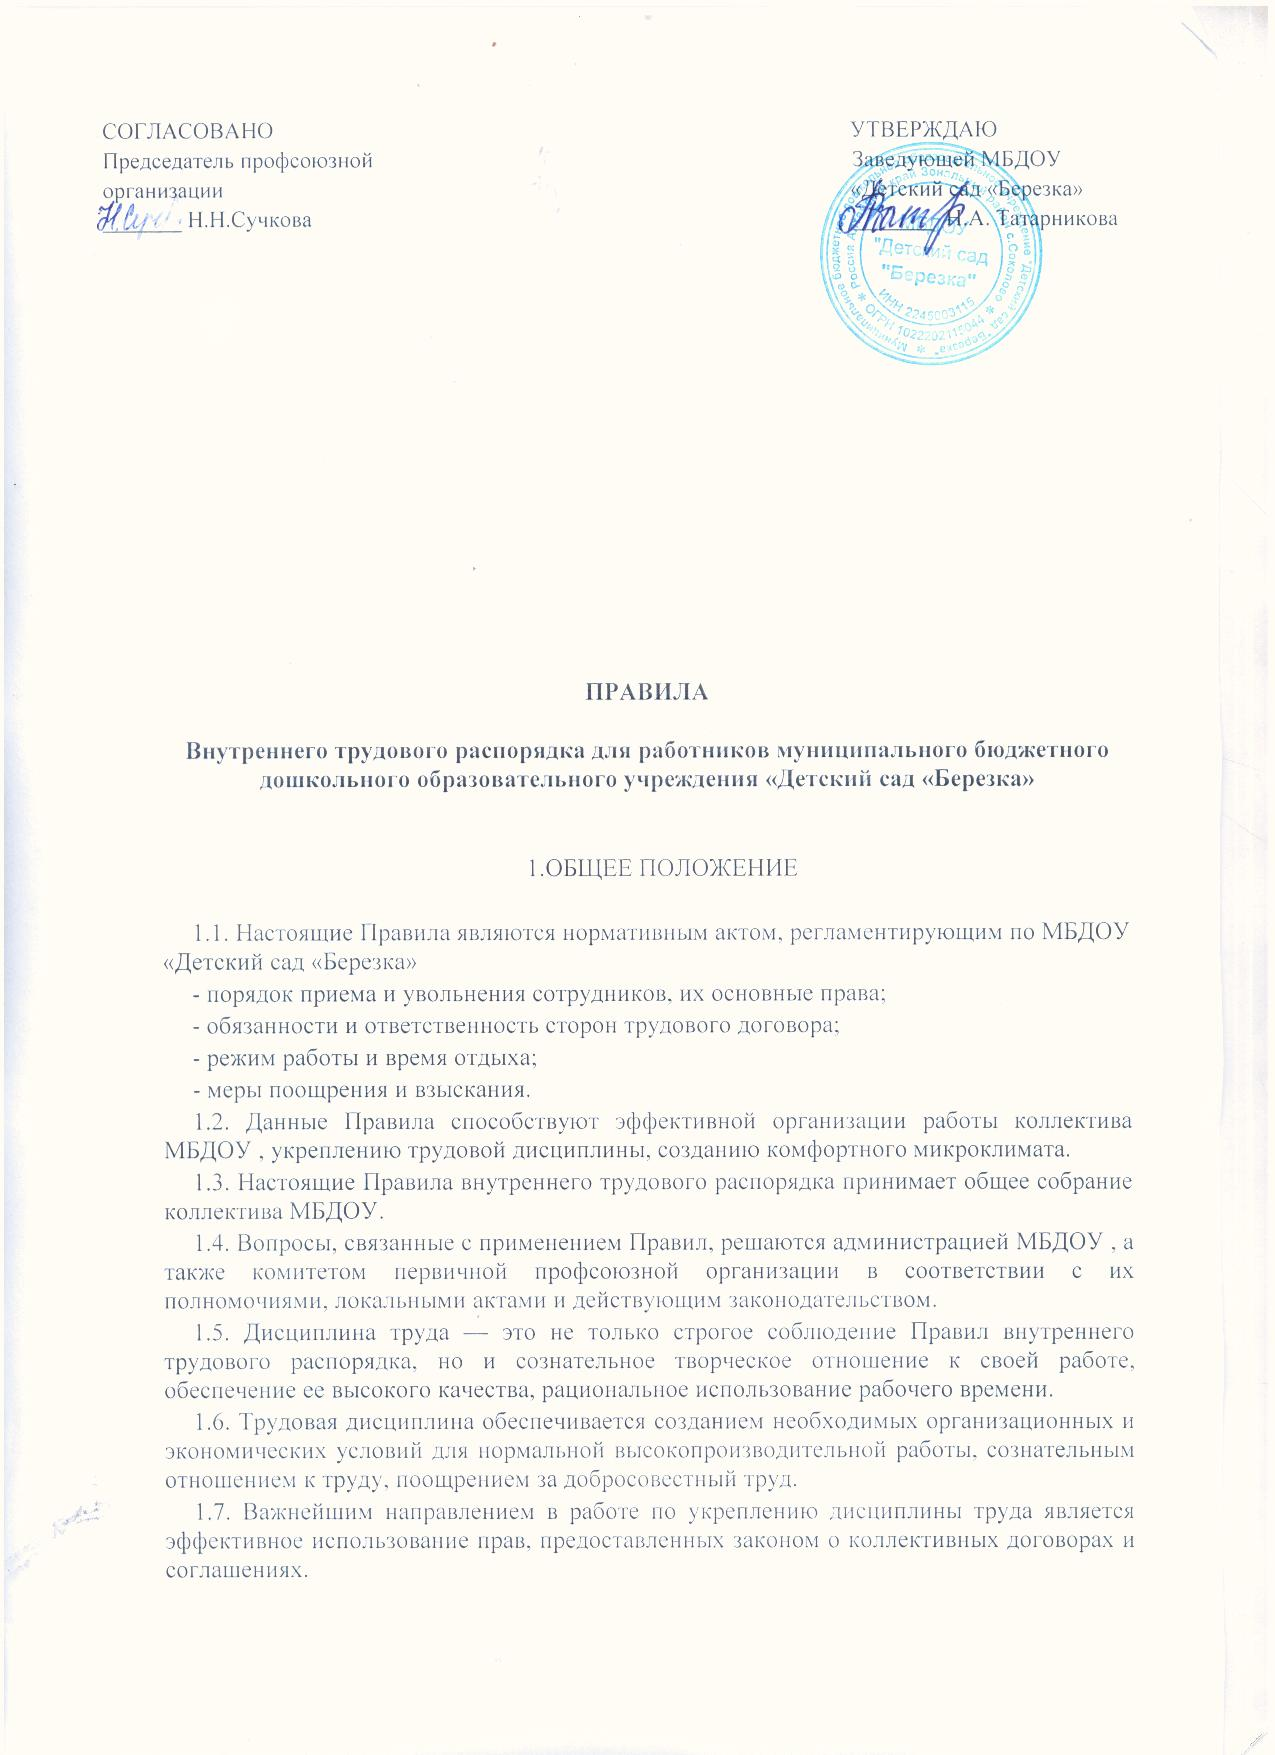 СОГЛАСОВАНО
Председатель профсоюзной
организации
Н.Н.Сучкова
УТВЕРЖДАЮ
Заведующей МБДОУ
«Детский сад «Березка»
Н.А. Татарникова
"Детский сад
"Березка"
ИНН 2245003115
ПРАВИЛА
Внутреннего трудового распорядка для работников муниципального бюджетного
дошкольного образовательного учреждения «Детский сад «Березка»
1.ОБЩЕЕ ПОЛОЖЕНИЕ
1.1. Настоящие Правила являются нормативным актом, регламентирующим по МБДОУ
«Детский сад «Березка»
- порядок приема и увольнения сотрудников, их основные права;
- обязанности и ответственность сторон трудового договора;
- режим работы и время отдыха;
- меры поощрения и взыскания.
1.2. Данные Правила способствуют эффективной организации работы коллектива
МБДОУ , укреплению трудовой дисциплины, созданию комфортного микроклимата.
1.3. Настоящие Правила внутреннего трудового распорядка принимает общее собрание
коллектива МБДОУ.
1.4. Вопросы, связанные с применением Правил, решаются администрацией МБДОУ , а
также комитетом первичной профсоюзной организации в соответствии с их
полномочиями, локальными актами и действующим законодательством.
1.5. Дисциплина труда — это не только строгое соблюдение Правил внутреннего
трудового распорядка, но и сознательное творческое отношение к своей работе,
обеспечение ее высокого качества, рациональное использование рабочего времени.
1.6. Трудовая дисциплина обеспечивается созданием необходимых организационных и
экономических условий для нормальной высокопроизводительной работы, сознательным
отношением к труду, поощрением за добросовестный труд.
1.7. Важнейшим направлением в работе по укреплению дисциплины труда является
эффективное использование прав, предоставленных законом о коллективных договорах и
соглашениях.